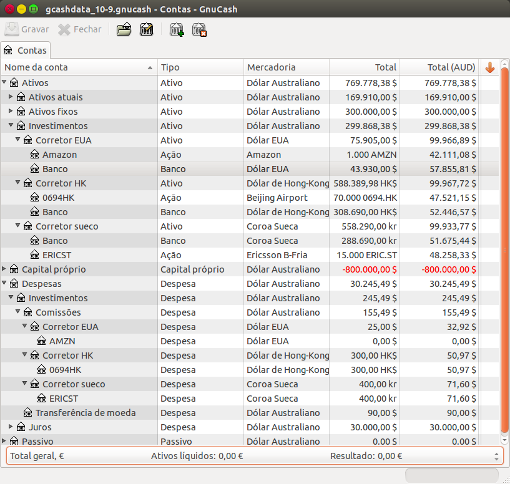 gcashdata_10-9.gnucash - Contas - GnuCash
Gravar Fechar
Contas
Nome da conta Tipo Mercadoria Total Total (AUD)
Ativos Ativo Dólar Australiano 769.778,38 $ 769.778,38 $
Ativos atuais Ativo Dólar Australiano 169.910,00 $ 169.910,00 $
Ativos fixos Ativo Dólar Australiano 300.000,00 $ 300.000,00 $
Investimentos Ativo Dólar Australiano 299.868,38 $ 299.868,38 $
Corretor EUA Ativo Dólar EUA 75.905,00 $ 99.966,89 $
Amazon Ação Amazon 1.000 AMZN 42.111,08 $
Banco Banco Dólar EUA 43.930,00 $ 57.855,81 $
Corretor HK Ativo Dólar de Hong-Kong 588.389,98 HK$ 99.967,72 $
0694HK Ação Beijing Airport 70.000 0694.HK 47.521,15 $
Banco Banco Dólar de Hong-Kong 308.690,00 HK$ 52.446,57 $
Corretor sueco Ativo Coroa Sueca 558.290,00 kr 99.933,77 $
Banco Banco Coroa Sueca 288.690,00 kr 51.675,44 $
ERICST Ação Ericsson B-Fria 15.000 ERIC.ST 48.258,33 $
Capital próprio Capital próprio Dólar Australiano -800.000,00 $ -800.000,00 $
Despesas Despesa Dólar Australiano 30.245,49 $ 30.245,49 $
Investimentos Despesa Dólar Australiano 245,49 $ 245,49 $
Comissões Despesa Dólar Australiano 155,49 $ 155,49 $
Corretor EUA Despesa Dólar EUA 25,00 $ 32,92 $
AMZN Despesa Dólar EUA 0,00 $ 0,00 $
Corretor HK Despesa Dólar de Hong-Kong 300,00 HK$ 50,97 $
0694HK Despesa Dólar de Hong-Kong 300,00 HK$ 50,97 $
Corretor sueco Despesa Coroa Sueca 400,00 kr 71,60 $
ERICST Despesa Coroa Sueca 400,00 kr 71,60 $
Transferência de moeda Despesa Dólar Australiano 90,00 $ 90,00 $
Juros Despesa Dólar Australiano 30.000,00 $ 30.000,00 $
Passivo Passivo Dólar Australiano 0,00 $ 0,00 $
Total geral, € Ativos líquidos: 0,00 € Resultado: 0,00 €